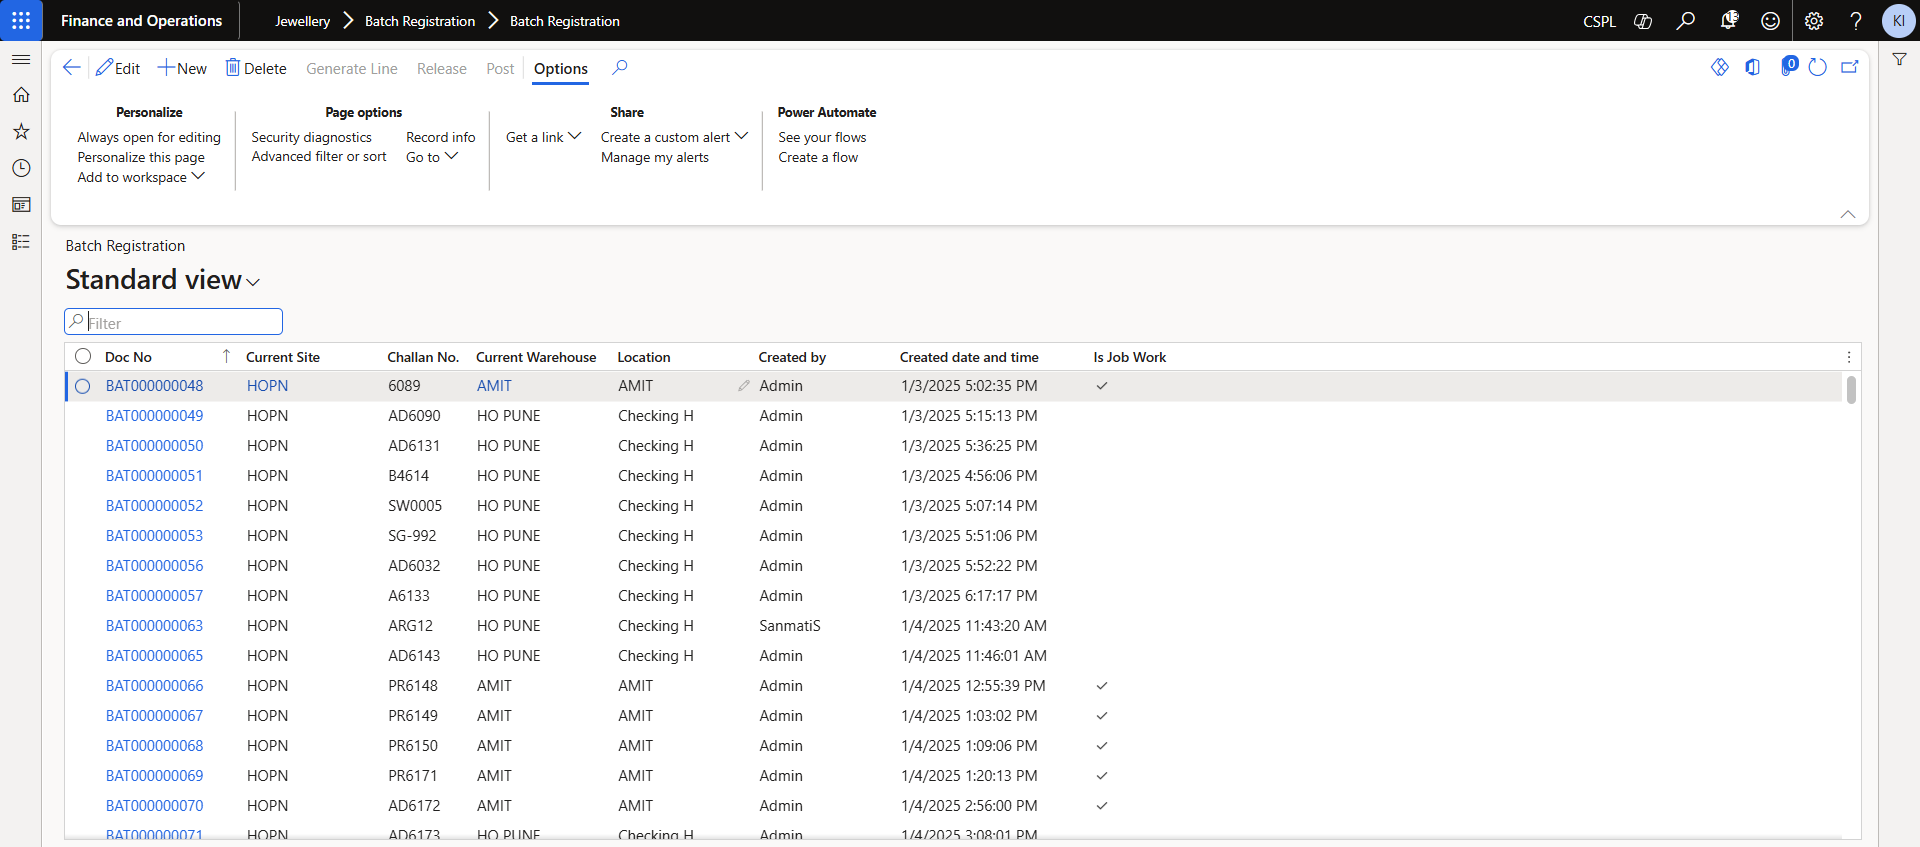 Finance and Operations
Jewellery
Batch Registration
Batch Registration
CSPL
13
KI
Edit
New
Delete
Generate Line
Release
Post
Options
0
Personalize
Always open for editing
Personalize this page
Add to workspace
Page options
Security diagnostics
Advanced filter or sort
Record info
Go to
Share
Get a link
Create a custom alert
Manage my alerts
Power Automate
See your flows
Create a flow
Batch Registration
Standard view
Filter
Doc No Current Site Challan No. Current Warehouse Location Created by Created date and time Is Job Work
BAT000000048 HOPN 6089 AMIT AMIT Admin 1/3/2025 5:02:35 PM
BAT000000049 HOPN AD6090 HO PUNE Checking H Admin 1/3/2025 5:15:13 PM
BAT000000050 HOPN AD6131 HO PUNE Checking H Admin 1/3/2025 5:36:25 PM
BAT000000051 HOPN B4614 HO PUNE Checking H Admin 1/3/2025 4:56:06 PM
BAT000000052 HOPN SW0005 HO PUNE Checking H Admin 1/3/2025 5:07:14 PM
BAT000000053 HOPN SG-992 HO PUNE Checking H Admin 1/3/2025 5:51:06 PM
BAT000000056 HOPN AD6032 HO PUNE Checking H Admin 1/3/2025 5:52:22 PM
BAT000000057 HOPN A6133 HO PUNE Checking H Admin 1/3/2025 6:17:17 PM
BAT000000063 HOPN ARG12 HO PUNE Checking H SanmatiS 1/4/2025 11:43:20 AM
BAT000000065 HOPN AD6143 HO PUNE Checking H Admin 1/4/2025 11:46:01 AM
BAT000000066 HOPN PR6148 AMIT AMIT Admin 1/4/2025 12:55:39 PM
BAT000000067 HOPN PR6149 AMIT AMIT Admin 1/4/2025 1:03:02 PM
BAT000000068 HOPN PR6150 AMIT AMIT Admin 1/4/2025 1:09:06 PM
BAT000000069 HOPN PR6171 AMIT AMIT Admin 1/4/2025 1:20:13 PM
BAT000000070 HOPN AD6172 AMIT AMIT Admin 1/4/2025 2:56:00 PM
BAT000000071 HOPN AD6173 HO PUNE Checking H Admin 1/4/2025 3:08:01 PM